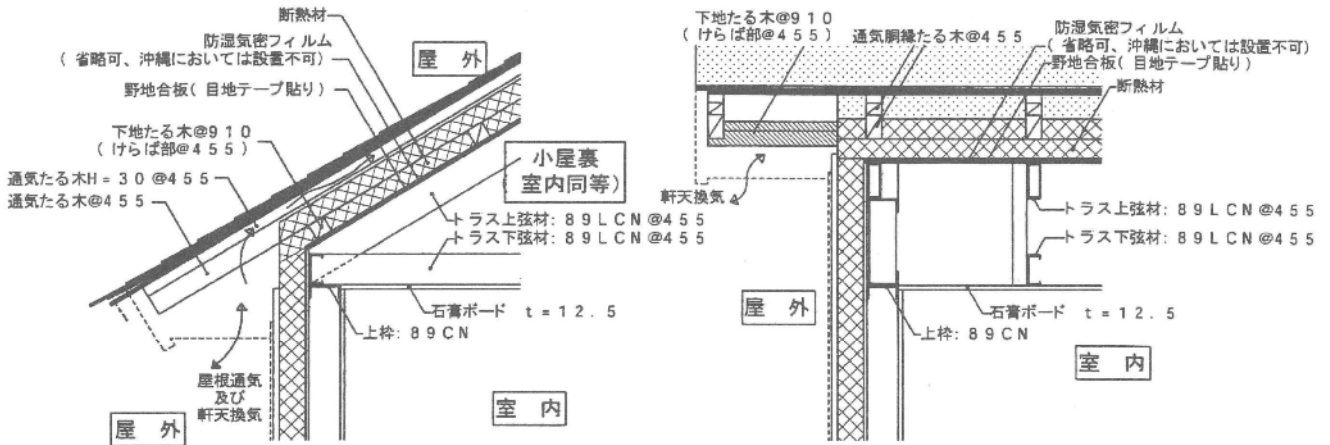 断熱材
防湿気密フィルム
（省略可、沖縄においては設置不可）
屋 外
野地合板（目地テープ貼り）
下地たる木@910
（けらば部@455）
通気たる木H=30@455
通気たる木@455
小屋裏
（室内同等）
トラス上弦材：89LCN@455
トラス下弦材：89LCN@455
石膏ボード t=12.5
上枠：89CN
屋根通気
及び
軒天換気
屋 外
室 内
下地たる木@910
（けらば部@455）
通気胴縁たる木@455
防湿気密フィルム
（省略可、沖縄においては設置不可）
野地合板（目地テープ貼り）
断熱材
軒天換気
トラス上弦材：89LCN@455
トラス下弦材：89LCN@455
屋 外
石膏ボード t=12.5
上枠：89CN
室 内